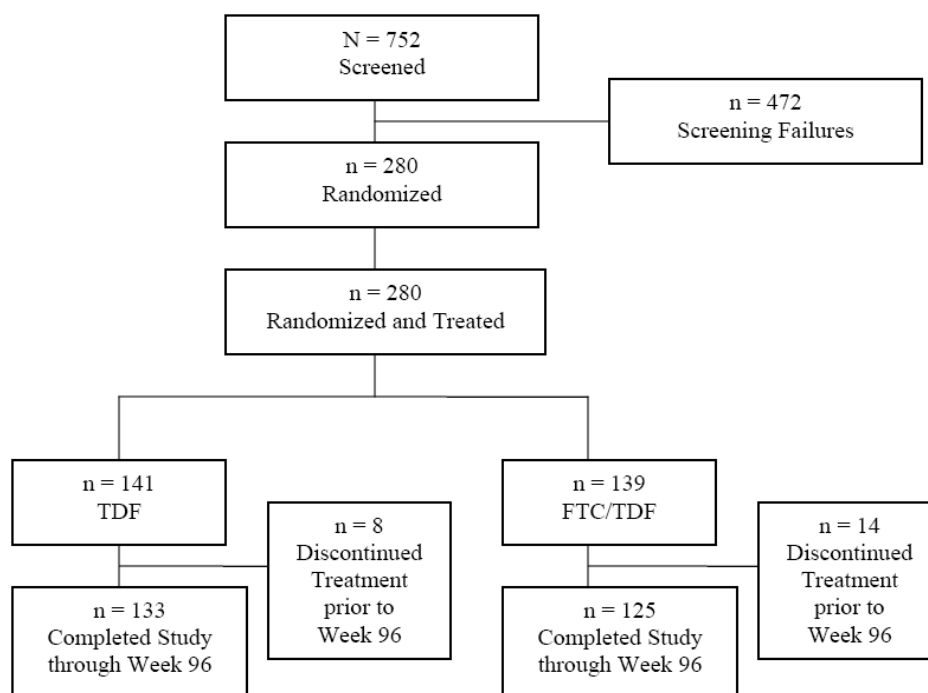 N = 752
Screened
n = 472
Screening Failures
n = 280
Randomized
n = 280
Randomized and Treated
n = 141
TDF
n = 8
Discontinued
Treatment
prior to
Week 96
n = 133
Completed Study
through Week 96
n = 139
FTC/TDF
n = 14
Discontinued
Treatment
prior to
Week 96
n = 125
Completed Study
through Week 96